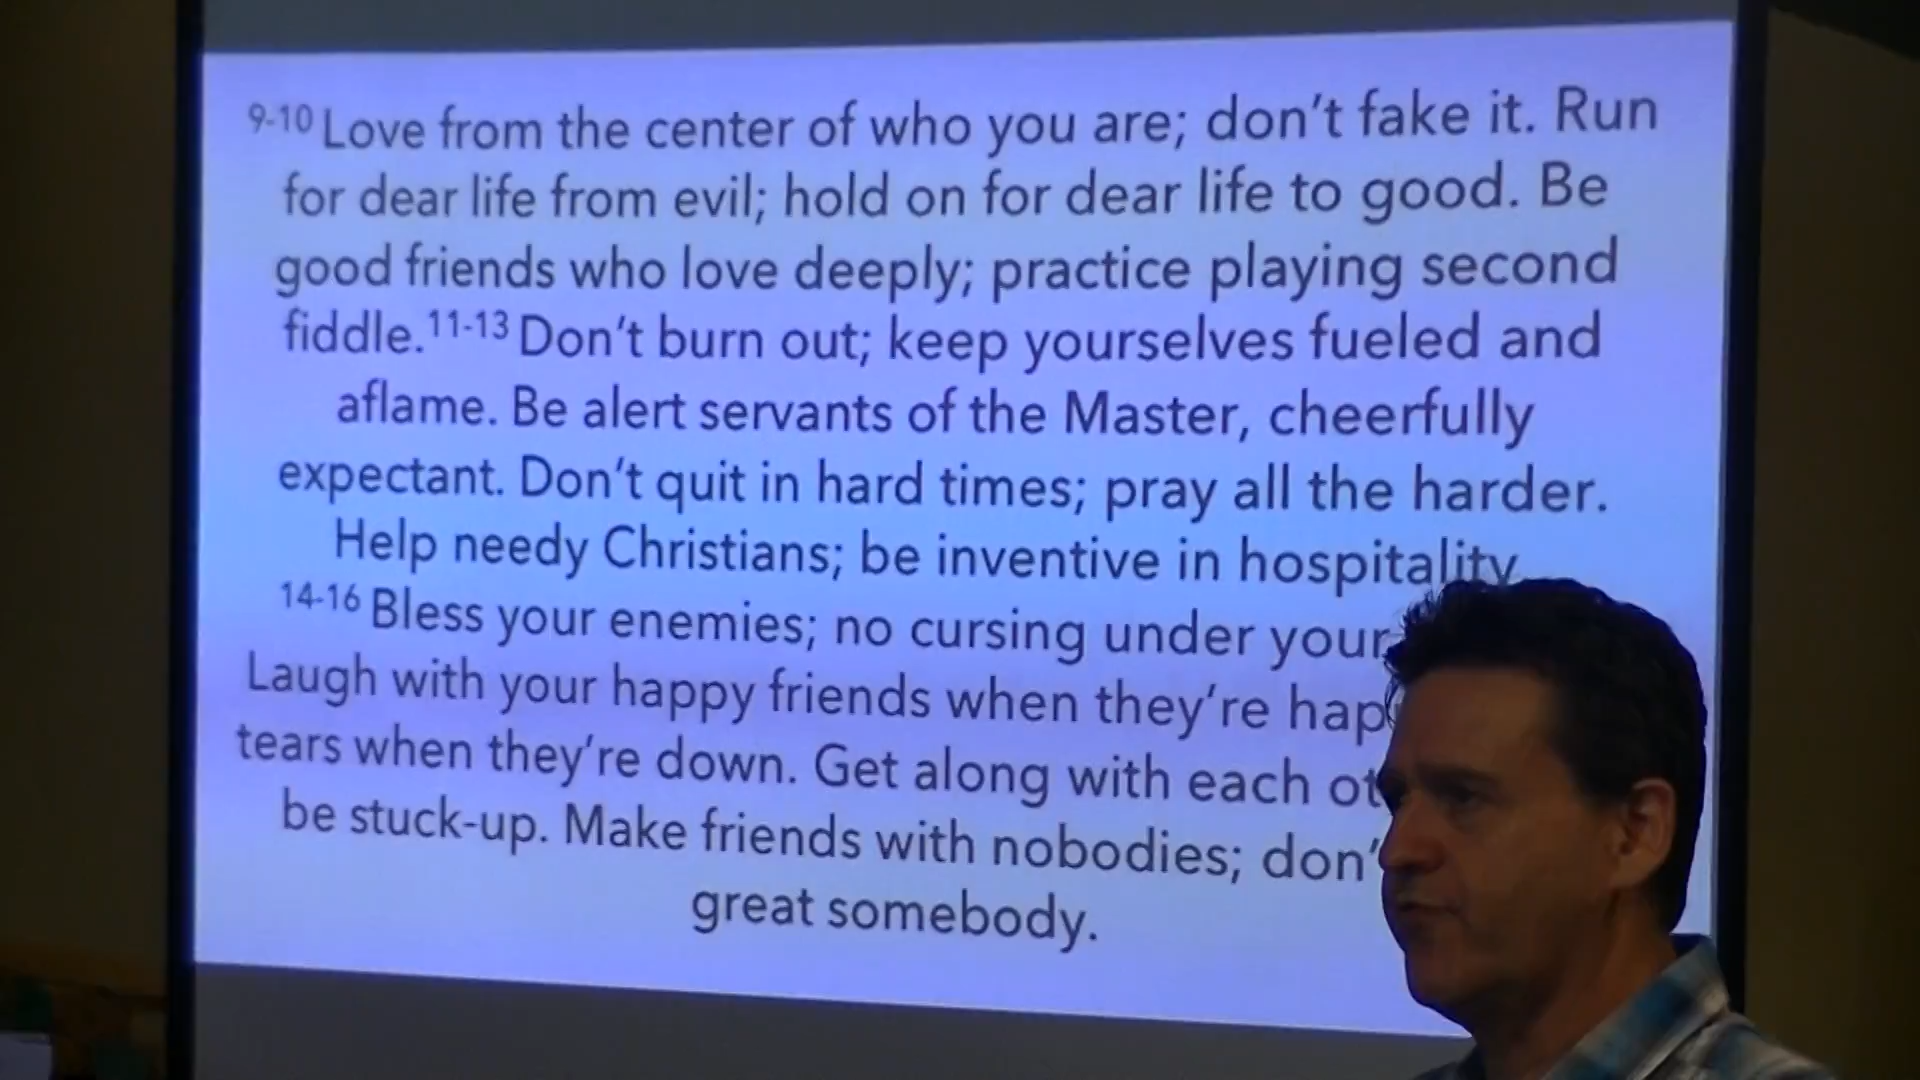 9-10 Love from the center of who you are; don't fake it. Run
for dear life from evil; hold on for dear life to good. Be
good friends who love deeply; practice playing second
fiddle.11-13 Don't burn out; keep yourselves fueled and
aflame. Be alert servants of the Master, cheerfully
expectant. Don't quit in hard times; pray all the harder.
Help needy Christians; be inventive in hospitality
14-16 Bless your enemies; no cursing under your
Laugh with your happy friends when they're hap
tears when they're down. Get along with each ot
be stuck-up. Make friends with nobodies; don'
great somebody.